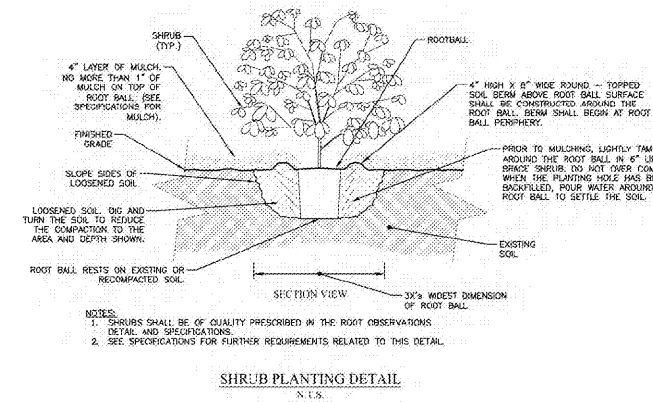 SHRUB
(TYP.)
ROOTBALL
4" LAYER OF MULCH.
NO MORE THAN 1" OF
MULCH ON TOP OF
ROOT BALL. (SEE
SPECIFICATIONS FOR
MULCH).
FINISHED
GRADE
SLOPE SIDES OF
LOOSENED SOIL
LOOSENED SOIL. DIG AND
TURN THE SOIL TO REDUCE
THE COMPACTION TO THE
AREA AND DEPTH SHOWN.
ROOT BALL RESTS ON EXISTING OR
RECOMPACTED SOIL.
4" HIGH X 8" WIDE ROUND – TOPPED
SOIL BERM ABOVE ROOT BALL SURFACE
SHALL BE CONSTRUCTED AROUND THE
ROOT BALL. BERM SHALL BEGIN AT ROOT
BALL PERIPHERY.
PRIOR TO MULCHING, LIGHTLY TAM
AROUND THE ROOT BALL IN 6" LI
BRACE SHRUB. DO NOT OVER COM
WHEN THE PLANTING HOLE HAS BE
BACKFILLED, POUR WATER AROUND
ROOT BALL TO SETTLE THE SOIL.
EXISTING
SOIL
SECTION VIEW
3X's WIDEST DIMENSION
OF ROOT BALL
NOTES:
1. SHRUBS SHALL BE OF QUALITY PRESCRIBED IN THE ROOT OBSERVATIONS
DETAIL AND SPECIFICATIONS.
2. SEE SPECIFICATIONS FOR FURTHER REQUIREMENTS RELATED TO THIS DETAIL.
SHRUB PLANTING DETAIL
N.T.S.